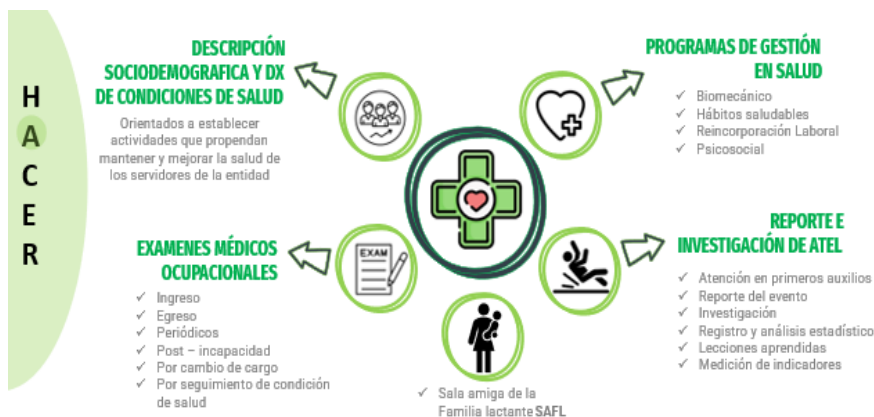 HACER
DESCRIPCIÓN
SOCIODEMOGRAFICA Y DX
DE CONDICIONES DE SALUD
Orientados a establecer
actividades que propendan
mantener y mejorar la salud de
los servidores de la entidad
PROGRAMAS DE GESTIÓN
EN SALUD
✓ Biomecánico
✓ Hábitos saludables
✓ Reincorporación Laboral
✓ Psicosocial
EXAMENES MÉDICOS
OCUPACIONALES
✓ Ingreso
✓ Egreso
✓ Periódicos
✓ Post – incapacidad
✓ Por cambio de cargo
✓ Por seguimiento de condición
de salud
EXAM
✓ Sala amiga de la
Familia lactante SAFL
REPORTE E
INVESTIGACIÓN DE ATEL
✓ Atención en primeros auxilios
✓ Reporte del evento
✓ Investigación
✓ Registro y análisis estadístico
✓ Lecciones aprendidas
✓ Medición de indicadores